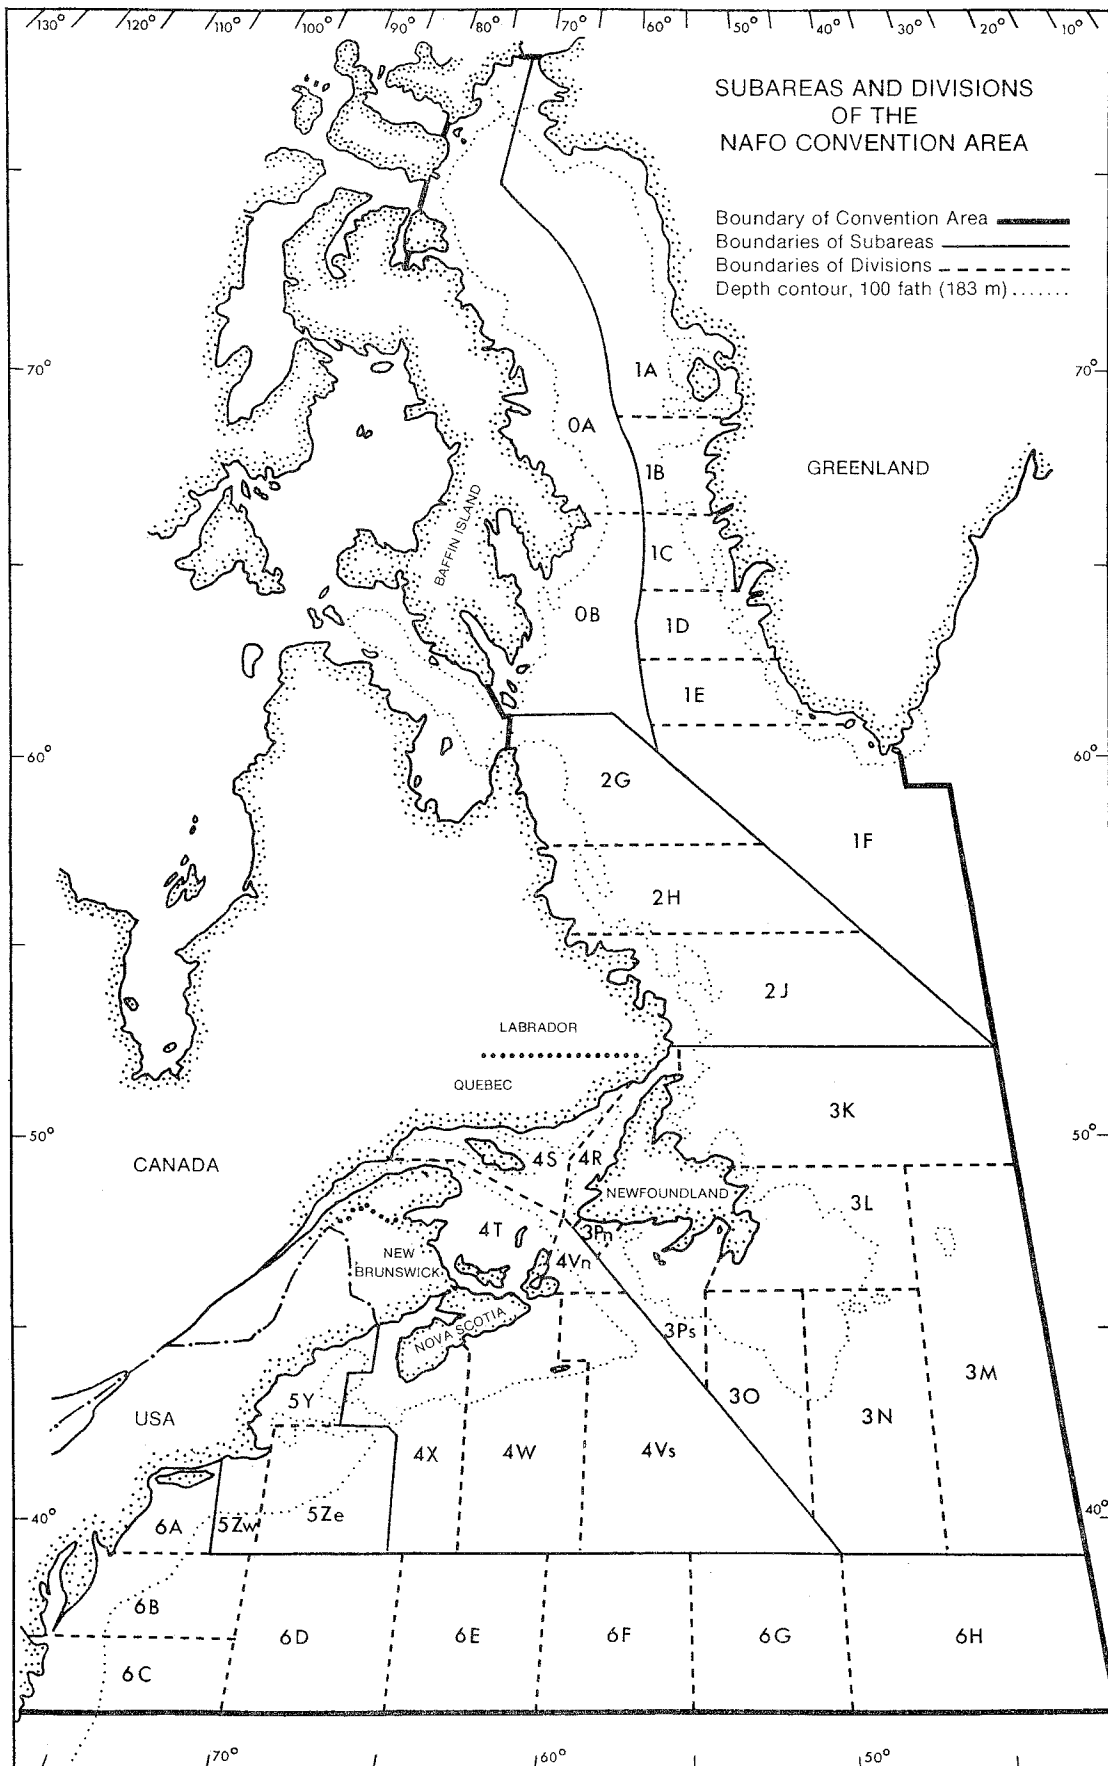 130° 120° 110° 100° 90° 80° 70° 60° 50° 40° 30° 20° 10°
SUBAREAS AND DIVISIONS
OF THE
NAFO CONVENTION AREA
Boundary of Convention Area
Boundaries of Subareas
Boundaries of Divisions
Depth contour, 100 fath (183 m)
70° 1A 70°
0A
1B GREENLAND
BAFFIN ISLAND
1C
0B 1D
1E
60° 60°
2G
1F
2H
2J
LABRADOR
QUEBEC
3K
50° 50°
CANADA 4S 4R
NEWFOUNDLAND 3L
4T 3Pn
NEW
BRUNSWICK 4Vn
NOVA SCOTIA 3Ps
3M
5Y 3O
USA 3N
4X 4W 4Vs
40° 40°
6A 5Zw 5Ze
6B
6D 6E 6F 6G 6H
6C
70° 60° 50°